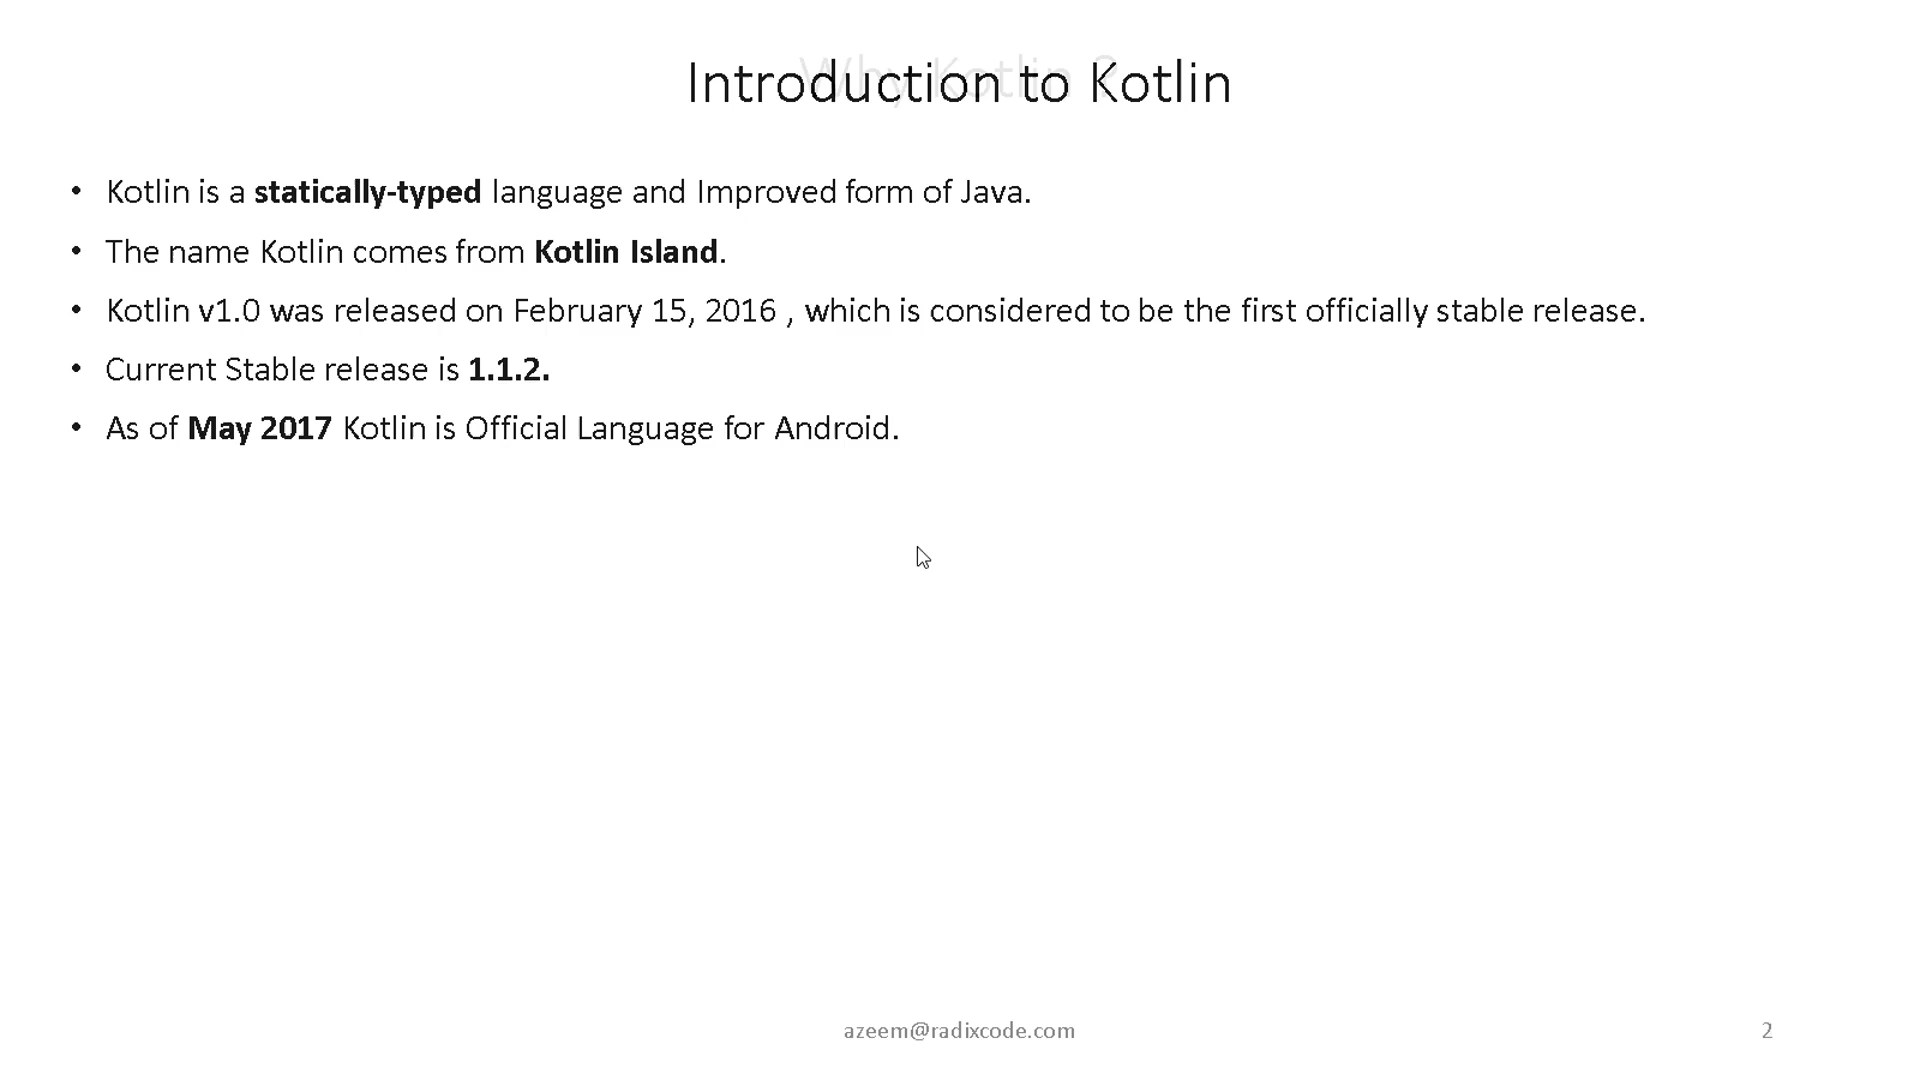 Why Kotlin ?
Introduction to Kotlin
• Kotlin is a statically-typed language and Improved form of Java.
• The name Kotlin comes from Kotlin Island.
• Kotlin v1.0 was released on February 15, 2016 , which is considered to be the first officially stable release.
• Current Stable release is 1.1.2.
• As of May 2017 Kotlin is Official Language for Android.
azeem@radixcode.com
2